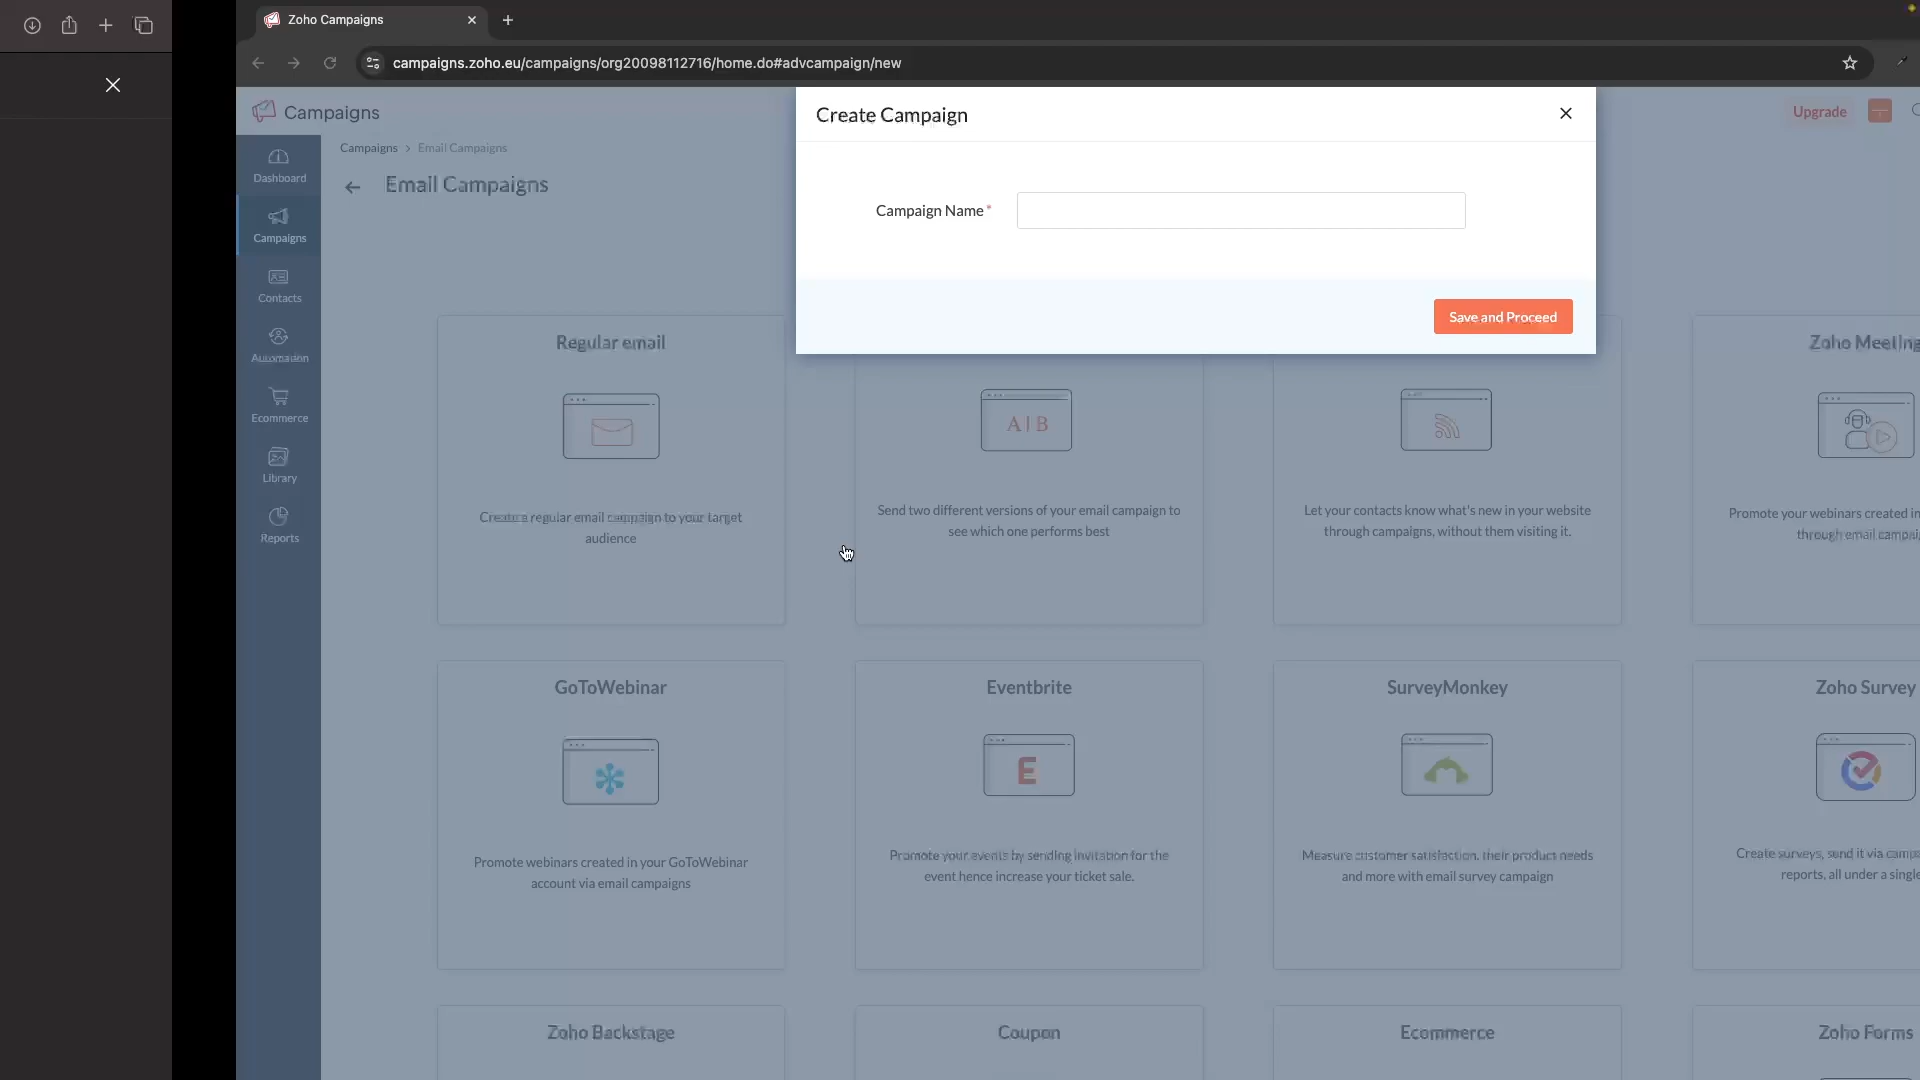 Zoho Campaigns
campaigns.zoho.eu/campaigns/org20098112716/home.do#advcampaign/new
Campaigns
Create Campaign
Upgrade
Campaigns > Email Campaigns
Email Campaigns
Dashboard
Campaigns
Contacts
Automation
Ecommerce
Library
Reports
Campaign Name *
Save and Proceed
Regular email
Create a regular email campaign to your target
audience
A | B
Send two different versions of your email campaign to
see which one performs best
Let your contacts know what's new in your website
through campaigns, without them visiting it.
Zoho Meeting
Promote your webinars created in
through email campai
GoToWebinar
Promote webinars created in your GoToWebinar
account via email campaigns
Eventbrite
E
Promote your events by sending invitation for the
event hence increase your ticket sale.
SurveyMonkey
Measure customer satisfaction, their product needs
and more with email survey campaign
Zoho Survey
Create surveys, send it via campa
reports, all under a single
Zoho Backstage
Coupon
Ecommerce
Zoho Forms